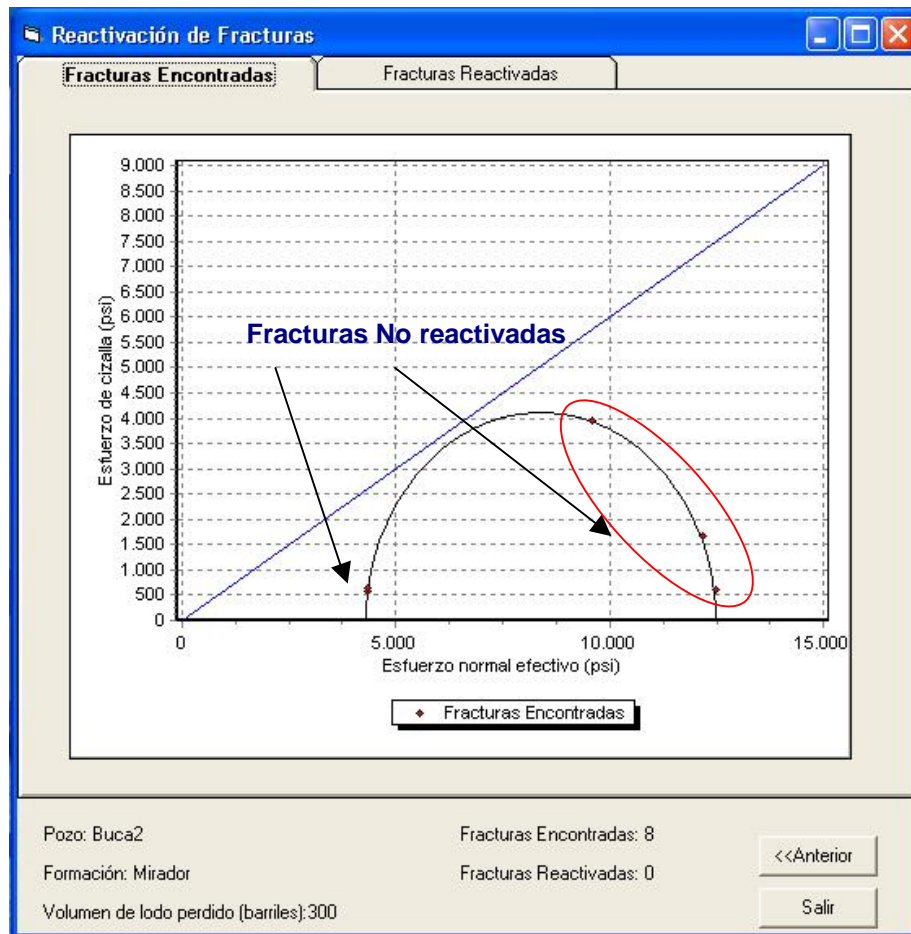 Reactivación de Fracturas
Fracturas Encontradas
Fracturas Reactivadas
9.000
8.500
8.000
7.500
7.000
6.500
6.000
5.500
5.000
4.500
4.000
3.500
3.000
2.500
2.000
1.500
1.000
500
0
Esfuerzo de cizalla (psi)
Fracturas No reactivadas
0 5.000 10.000 15.000
Esfuerzo normal efectivo (psi)
Fracturas Encontradas
Pozo: Buca2
Fracturas Encontradas: 8
<<Anterior
Formación: Mirador
Fracturas Reactivadas: 0
Volumen de lodo perdido (barriles):300
Salir